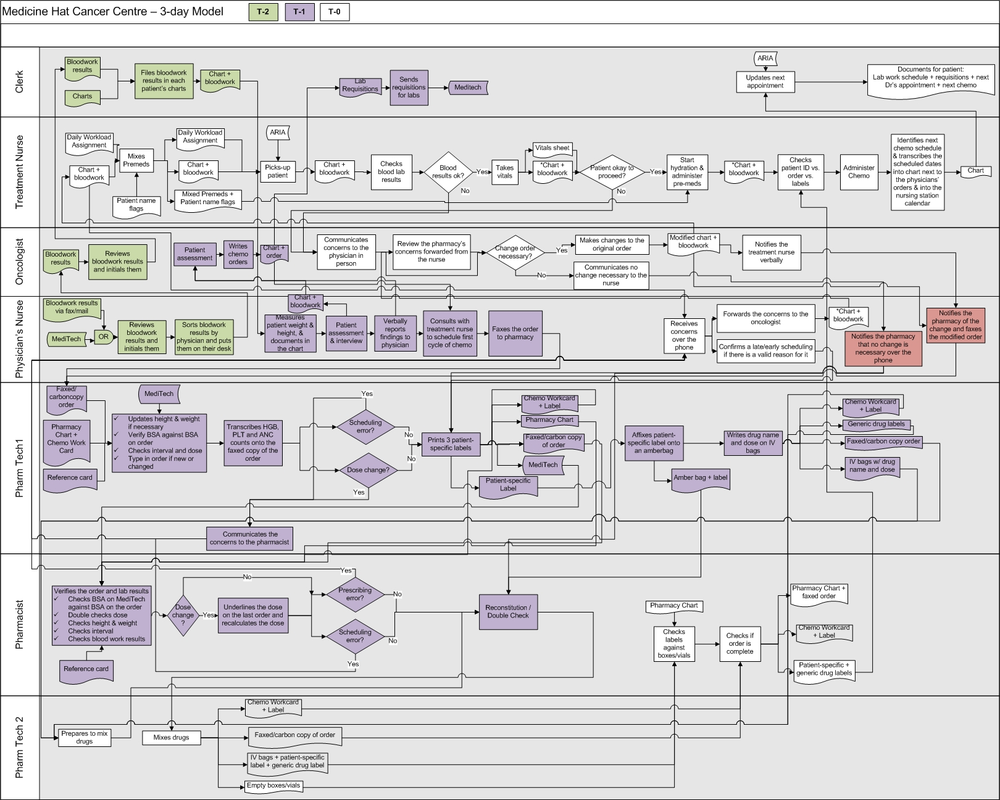 Medicine Hat Cancer Centre – 3-day Model
T-2
T-1
T-0
Clerk
Bloodwork
results
Charts
Files bloodwork
results in each
patient's charts
Chart +
bloodwork
Lab
Requisitions
Sends
requisitions
for labs
Meditech
ARIA
Updates next
appointment
Documents for patient:
Lab work schedule + requisitions + next
Dr's appointment + next chemo
Treatment Nurse
Daily Workload
Assignment
Chart +
bloodwork
Mixes
Premeds
Patient name
flags
Daily Workload
Assignment
Chart +
bloodwork
Mixed Premeds +
Patient name flags
ARIA
Picks-up
patient
Chart +
bloodwork
Checks
blood lab
results
Blood
results ok?
Yes
No
Takes
vitals
Vitals sheet
*Chart +
bloodwork
Patient okay to
proceed?
Yes
No
Start
hydration &
administer
pre-meds
*Chart +
bloodwork
Checks
patient ID vs.
order vs.
labels
Administer
Chemo
Identifies next
chemo schedule
& transcribes the
scheduled dates
into chart next to
the physicians'
orders & into the
nursing station
calendar
Chart
Oncologist
Bloodwork
results
Reviews
bloodwork results
and initials them
Patient
assessment
Writes
chemo
orders
Chart +
order
Communicates
concerns to the
physician in
person
Review the pharmacy's
concerns forwarded from
the nurse
Change order
necessary?
Yes
No
Makes changes to the
original order
Communicates no
change necessary to the
nurse
Modified chart +
bloodwork
Notifies the
treatment nurse
verbally
Physician's Nurse
Bloodwork results
via fax/mail
MediTech
OR
Reviews
bloodwork
results and
initials them
Sorts blodwork
results by
physician and puts
them on their desk
Chart +
bloodwork
Measures
patient weight &
height, &
documents in
the chart
Patient
assessment
& interview
Verbally
reports
findings to
physician
Consults with
treatment nurse
to schedule first
cycle of chemo
Faxes the order
to pharmacy
Receives
concerns
over the
phone
Forwards the concerns to the
oncologist
Confirms a late/early scheduling
if there is a valid reason for it
*Chart +
bloodwork
Notifies the pharmacy
that no change is
necessary over the
phone
Notifies the
pharmacy of the
change and faxes
the modified order
Pharm Tech1
Faxed/
carboncopy
order
Pharmacy
Chart +
Chemo Work
Card
Reference card
MediTech
✓ Updates height & weight
if necessary
✓ Verify BSA against BSA
on order
✓ Checks interval and dose
✓ Type in order if new or
changed
Transcribes HGB,
PLT and ANC
counts onto the
faxed copy of the
order
Yes
Scheduling
error?
No
No
Dose change?
Yes
Communicates the
concerns to the pharmacist
Prints 3 patient-
specific labels
Chemo Workcard
+ Label
Pharmacy Chart
Faxed/carbon copy
of order
MediTech
Patient-specific
Label
Affixes patient-
specific label onto
an amberbag
Amber bag + label
Writes drug name
and dose on IV
bags
Chemo Workcard
+ Label
Generic drug labels
Faxed/carbon copy order
IV bags w/ drug
name and dose
Pharmacist
Verifies the order and lab results
✓ Checks BSA on MediTech
against BSA on the order
✓ Double checks dose
✓ Checks height & weight
✓ Checks interval
✓ Checks blood work results
Reference card
Dose
change
?
No
Yes
Underlines the dose
on the last order and
recalculates the dose
Yes
Prescribing
error?
No
Scheduling
error?
No
Yes
Reconstitution /
Double Check
Pharmacy Chart
Checks
labels
against
boxes/vials
Checks if
order is
complete
Pharmacy Chart +
faxed order
Chemo Workcard
+ Label
Patient-specific +
generic drug labels
Pharm Tech 2
Prepares to mix
drugs
Mixes drugs
Chemo Workcard
+ Label
Faxed/carbon copy of order
IV bags + patient-specific
label + generic drug label
Empty boxes/vials